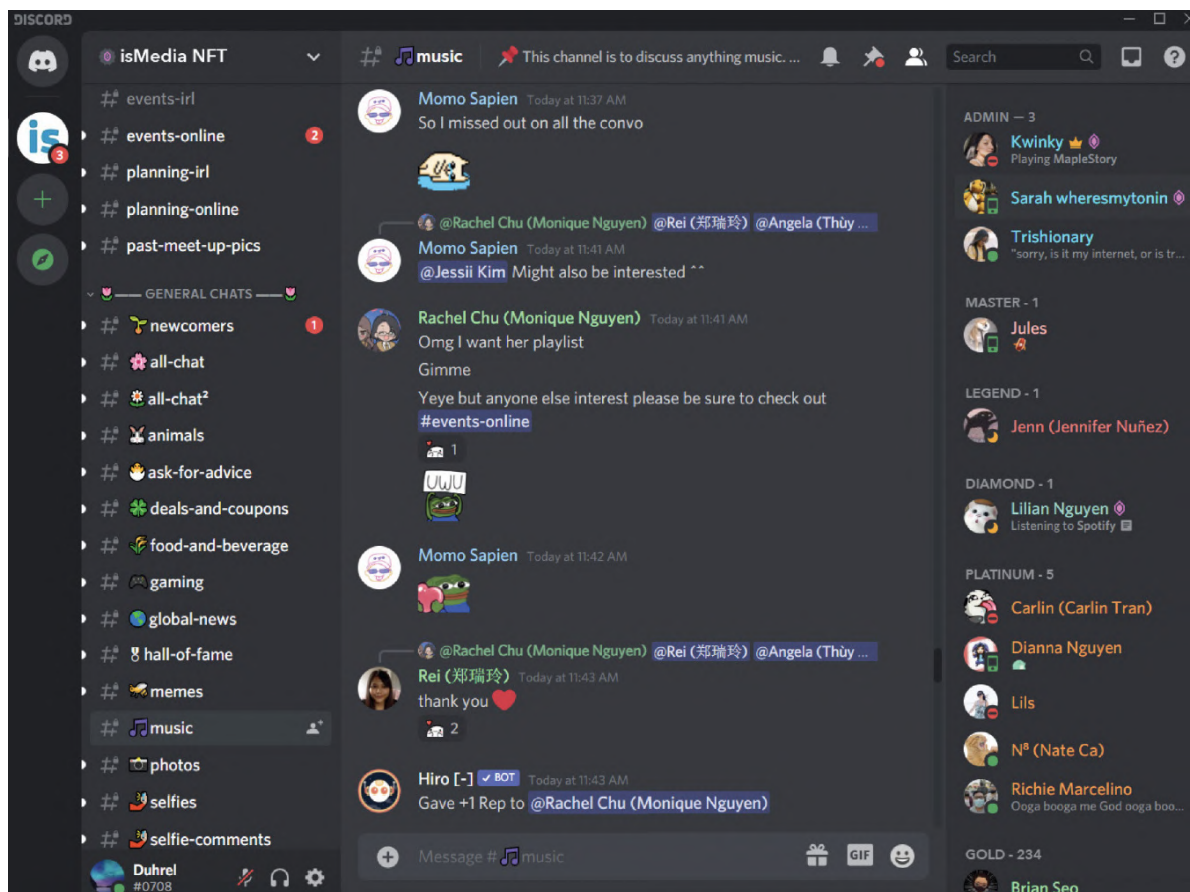 DISCORD
is
3
isMedia NFT
events-irl
events-online 2
planning-irl
planning-online
past-meet-up-pics
GENERAL CHATS
newcomers 1
all-chat
all-chat²
animals
ask-for-advice
deals-and-coupons
food-and-beverage
gaming
global-news
hall-of-fame
memes
music
photos
selfies
selfie-comments
Duhrel
#0708
music
This channel is to discuss anything music. ...
Search
Momo Sapien Today at 11:37 AM
So I missed out on all the convo
@Rachel Chu (Monique Nguyen) @Rei (郑瑞玲) @Angela (Thùy ...
Momo Sapien Today at 11:41 AM
@Jessii Kim Might also be interested ^^
Rachel Chu (Monique Nguyen) Today at 11:41 AM
Omg I want her playlist
Gimme
Yeye but anyone else interest please be sure to check out
#events-online
1
UWU
Momo Sapien Today at 11:42 AM
@Rachel Chu (Monique Nguyen) @Rei (郑瑞玲) @Angela (Thùy ...
Rei (郑瑞玲) Today at 11:43 AM
thank you
2
Hiro [-] ✓ BOT Today at 11:43 AM
Gave +1 Rep to @Rachel Chu (Monique Nguyen)
Message # music
GIF
ADMIN — 3
Kwinky
Playing MapleStory
Sarah wheresmytonin
Trishionary
"sorry, is it my internet, or is tr...
MASTER - 1
Jules
LEGEND - 1
Jenn (Jennifer Nuñez)
DIAMOND - 1
Lilian Nguyen
Listening to Spotify
PLATINUM - 5
Carlin (Carlin Tran)
Dianna Nguyen
Lils
N⁸ (Nate Ca)
Richie Marcelino
Ooga booga me God ooga boo...
GOLD - 234
Brian Seo